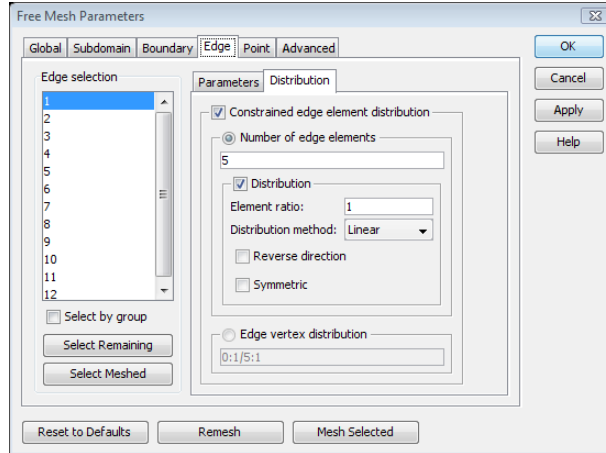 Free Mesh Parameters
Global Subdomain Boundary Edge Point Advanced
OK
Cancel
Apply
Help
Edge selection
1
2
3
4
5
6
7
8
9
10
11
12
Select by group
Select Remaining
Select Meshed
Parameters Distribution
Constrained edge element distribution
Number of edge elements
5
Distribution
Element ratio: 1
Distribution method: Linear
Reverse direction
Symmetric
Edge vertex distribution
0:1/5:1
Reset to Defaults Remesh Mesh Selected